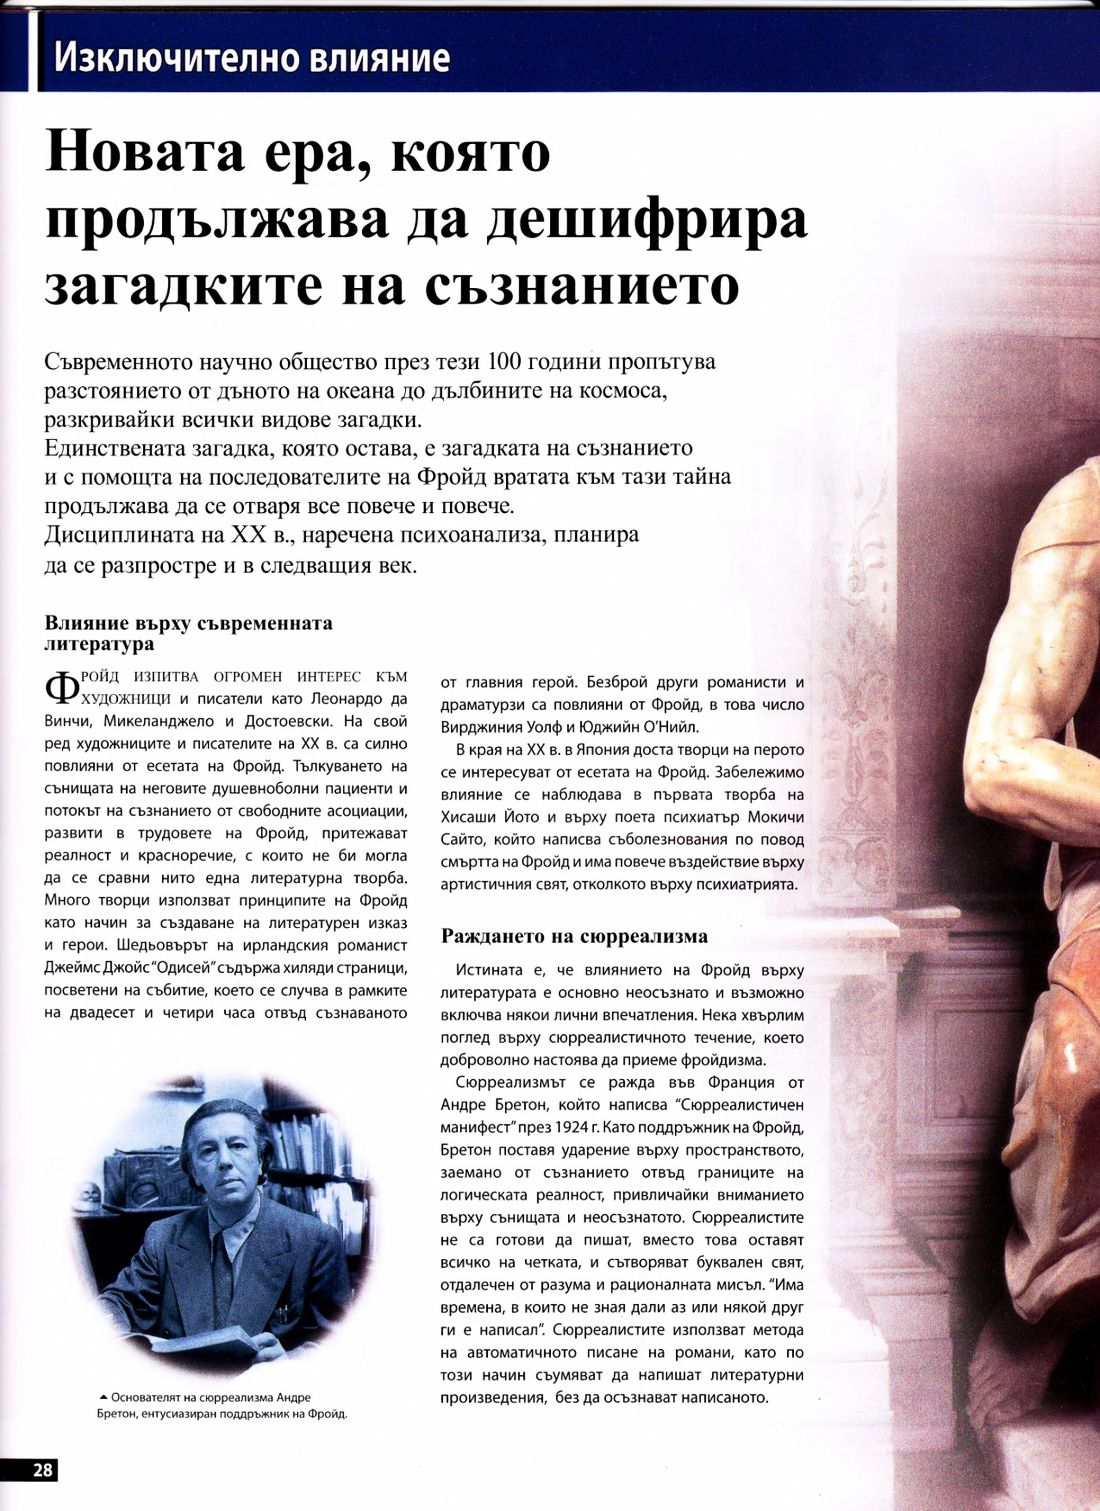 Изключително влияние
Новата ера, която
продължава да дешифрира
загадките на съзнанието
Съвременното научно общество през тези 100 години пропътува
разстоянието от дъното на океана до дълбините на космоса,
разкривайки всички видове загадки.
Единствената загадка, която остава, е загадката на съзнанието
и с помощта на последователите на Фройд вратата към тази тайна
продължава да се отваря все повече и повече.
Дисциплината на XX в., наречена психоанализа, планира
да се разпростре и в следващия век.
Влияние върху съвременната
литература
ФРОЙД ИЗПИТВА ОГРОМЕН ИНТЕРЕС КЪМ
ХУДОЖНИЦИ и писатели като Леонардо да
Винчи, Микеланджело и Достоевски. На свой
ред художниците и писателите на XX в. са силно
повлияни от есетата на Фройд. Тълкуването на
сънищата на неговите душевноболни пациенти и
потокът на съзнанието от свободните асоциации,
развити в трудовете на Фройд, притежават
реалност и красноречие, с които не би могла
да се сравни нито една литературна творба.
Много творци използват принципите на Фройд
като начин за създаване на литературен изказ
и герои. Шедьовърът на ирландския романист
Джеймс Джойс “Одисей” съдържа хиляди страници,
посветени на събитие, което се случва в рамките
на двадесет и четири часа отвъд съзнаваното
от главния герой. Безброй други романисти и
драматурзи са повлияни от Фройд, в това число
Вирджиния Уолф и Юджийн О’Нийл.
В края на XX в. в Япония доста творци на перото
се интересуват от есетата на Фройд. Забележимо
влияние се наблюдава в първата творба на
Хисаши Йото и върху поета психиатър Мокичи
Сайто, който написва съболезнования по повод
смъртта на Фройд и има повече въздействие върху
артистичния свят, отколкото върху психиатрията.
Раждането на сюрреализма
Истината е, че влиянието на Фройд върху
литературата е основно неосъзнато и възможно
включва някои лични впечатления. Нека хвърлим
поглед върху сюрреалистичното течение, което
доброволно настоява да приеме фройдизма.
Сюрреализмът се ражда във Франция от
Андре Бретон, който написва “Сюрреалистичен
манифест” през 1924 г. Като поддръжник на Фройд,
Бретон поставя ударение върху пространството,
заемано от съзнанието отвъд границите на
логическата реалност, привличайки вниманието
върху сънищата и неосъзнатото. Сюрреалистите
не са готови да пишат, вместо това оставят
всичко на четката, и сътворяват буквален свят,
отдалечен от разума и рационалната мисъл. “Има
времена, в които не зная дали аз или някой друг
ги е написал”. Сюрреалистите използват метода
на автоматичното писане на романи, като по
този начин съумяват да напишат литературни
произведения, без да осъзнават написаното.
Основателят на сюрреализма Андре
Бретон, ентусиазиран поддръжник на Фройд.
28